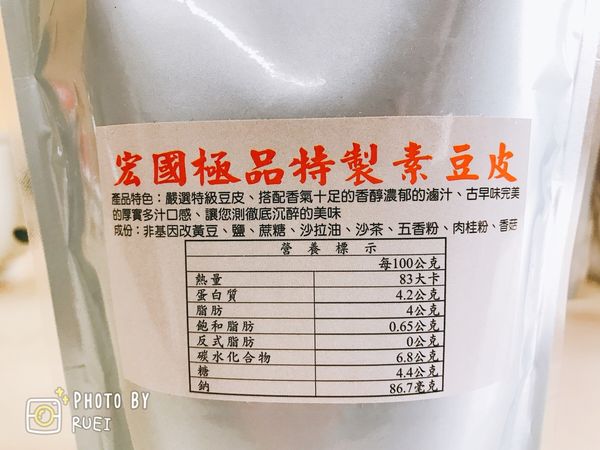 宏國極品特製素豆皮
產品特色：嚴選特級豆皮、搭配香氣十足的香醇濃郁的滷汁、古早味完美
的厚實多汁口感、讓您測徹底沉醉的美味
成份：非基因改黃豆、鹽、蔗糖、沙拉油、沙茶、五香粉、肉桂粉、香菇
營養標示
每100公克
熱量 83大卡
蛋白質 4.2公克
脂肪 4公克
飽和脂肪 0.65公克
反式脂肪 0公克
碳水化合物 6.8公克
糖 4.4公克
鈉 86.7毫克
PHOTO BY
RUEI